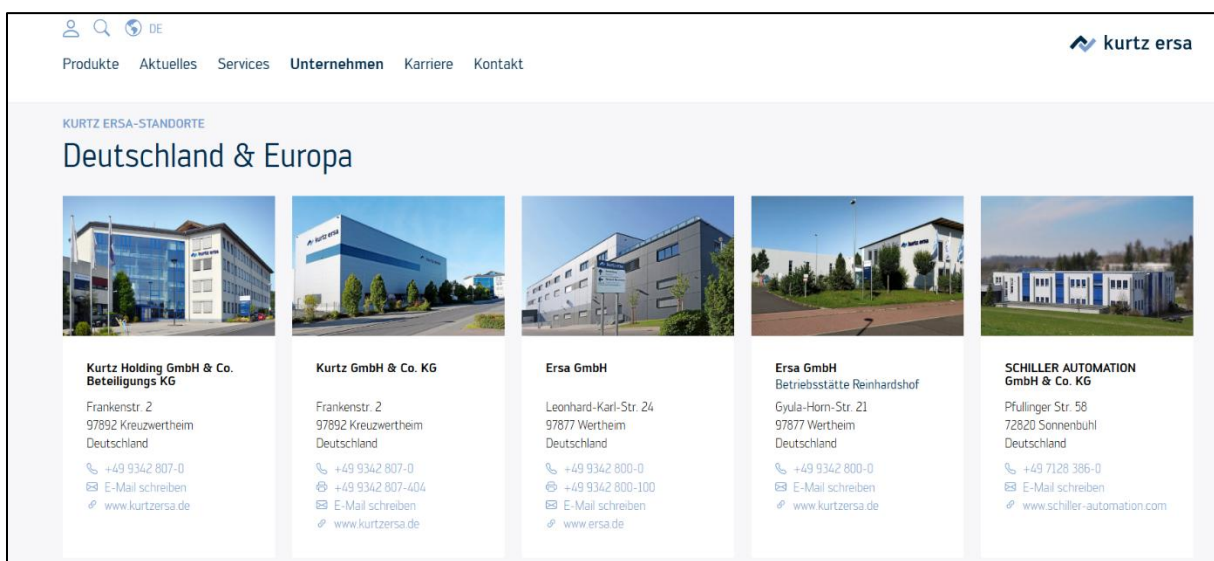 DE
kurtz ersa
Produkte Aktuelles Services Unternehmen Karriere Kontakt
KURTZ ERSA-STANDORTE
Deutschland & Europa
kurtz ersa
kurtz ersa
Kurtz Holding GmbH & Co.
Beteiligungs KG
Frankenstr. 2
97892 Kreuzwertheim
Deutschland
+49 9342 807-0
E-Mail schreiben
www.kurtzersa.de
Kurtz GmbH & Co. KG
Frankenstr. 2
97892 Kreuzwertheim
Deutschland
+49 9342 807-0
+49 9342 807-404
E-Mail schreiben
www.kurtzersa.de
Ersa GmbH
Leonhard-Karl-Str. 24
97877 Wertheim
Deutschland
+49 9342 800-0
+49 9342 800-100
E-Mail schreiben
www.ersa.de
Ersa GmbH
Betriebsstätte Reinhardshof
Gyula-Horn-Str. 21
97877 Wertheim
Deutschland
+49 9342 800-0
E-Mail schreiben
www.kurtzersa.de
SCHILLER AUTOMATION
GmbH & Co. KG
Pfullinger Str. 58
72820 Sonnenbühl
Deutschland
+49 7128 386-0
E-Mail schreiben
www.schiller-automation.com